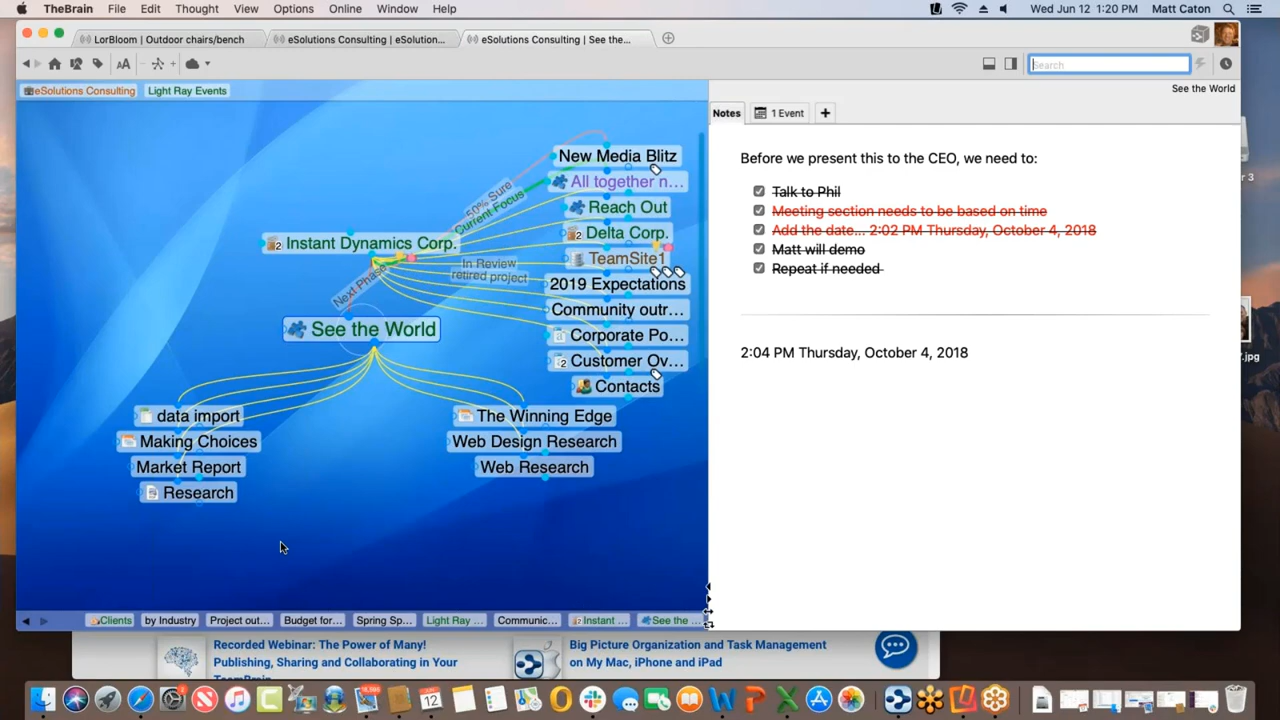 TheBrain File Edit Thought View Options Online Window Help Wed Jun 12 1:20 PM Matt Caton
LorBloom | Outdoor chairs/bench
eSolutions Consulting | eSolution...
eSolutions Consulting | See the...
AA
Search
eSolutions Consulting
Light Ray Events
See the World
Notes
1 Event
New Media Blitz
All together n...
Reach Out
Delta Corp.
TeamSite1
2019 Expectations
Community outr...
Corporate Po...
Customer Ov...
Contacts
50% Sure
Current Focus
Instant Dynamics Corp.
In Review
retired project
Next Phase
See the World
data import
Making Choices
Market Report
Research
The Winning Edge
Web Design Research
Web Research
Before we present this to the CEO, we need to:
Talk to Phil
Meeting section needs to be based on time
Add the date... 2:02 PM Thursday, October 4, 2018
Matt will demo
Repeat if needed
2:04 PM Thursday, October 4, 2018
Clients
by Industry
Project out...
Budget for...
Spring Sp...
Light Ray ...
Communic...
Instant ...
See the ...
Recorded Webinar: The Power of Many!
Publishing, Sharing and Collaborating in Your
Big Picture Organization and Task Management
on My Mac, iPhone and iPad
r 3
.jpg
12